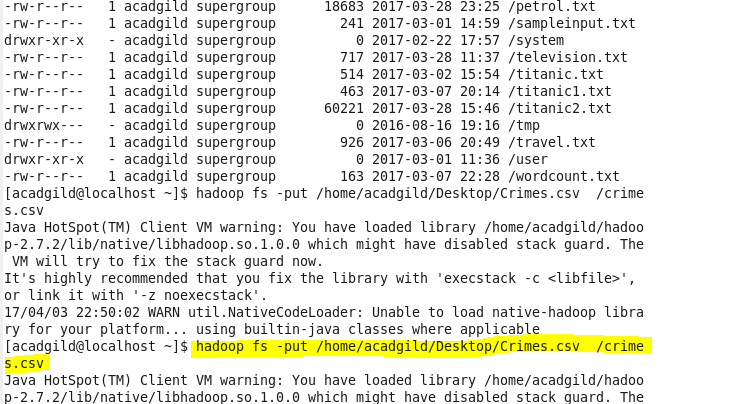 -rw-r--r--   1 acadgild supergroup      18683 2017-03-28 23:25 /petrol.txt
-rw-r--r--   1 acadgild supergroup        241 2017-03-01 14:59 /sampleinput.txt
drwxr-xr-x   - acadgild supergroup          0 2017-02-22 17:57 /system
-rw-r--r--   1 acadgild supergroup        717 2017-03-28 11:37 /television.txt
-rw-r--r--   1 acadgild supergroup        514 2017-03-02 15:54 /titanic.txt
-rw-r--r--   1 acadgild supergroup        463 2017-03-07 20:14 /titanic1.txt
-rw-r--r--   1 acadgild supergroup      60221 2017-03-28 15:46 /titanic2.txt
drwxrwx---   - acadgild supergroup          0 2016-08-16 19:16 /tmp
-rw-r--r--   1 acadgild supergroup        926 2017-03-06 20:49 /travel.txt
drwxr-xr-x   - acadgild supergroup          0 2017-03-01 11:36 /user
-rw-r--r--   1 acadgild supergroup        163 2017-03-07 22:28 /wordcount.txt
[acadgild@localhost ~]$ hadoop fs -put /home/acadgild/Desktop/Crimes.csv  /crime
s.csv
Java HotSpot(TM) Client VM warning: You have loaded library /home/acadgild/hadoo
p-2.7.2/lib/native/libhadoop.so.1.0.0 which might have disabled stack guard. The
 VM will try to fix the stack guard now.
It's highly recommended that you fix the library with 'execstack -c <libfile>',
or link it with '-z noexecstack'.
17/04/03 22:50:02 WARN util.NativeCodeLoader: Unable to load native-hadoop libra
ry for your platform... using builtin-java classes where applicable
[acadgild@localhost ~]$ hadoop fs -put /home/acadgild/Desktop/Crimes.csv  /crime
s.csv
Java HotSpot(TM) Client VM warning: You have loaded library /home/acadgild/hadoo
p-2.7.2/lib/native/libhadoop.so.1.0.0 which might have disabled stack guard. The